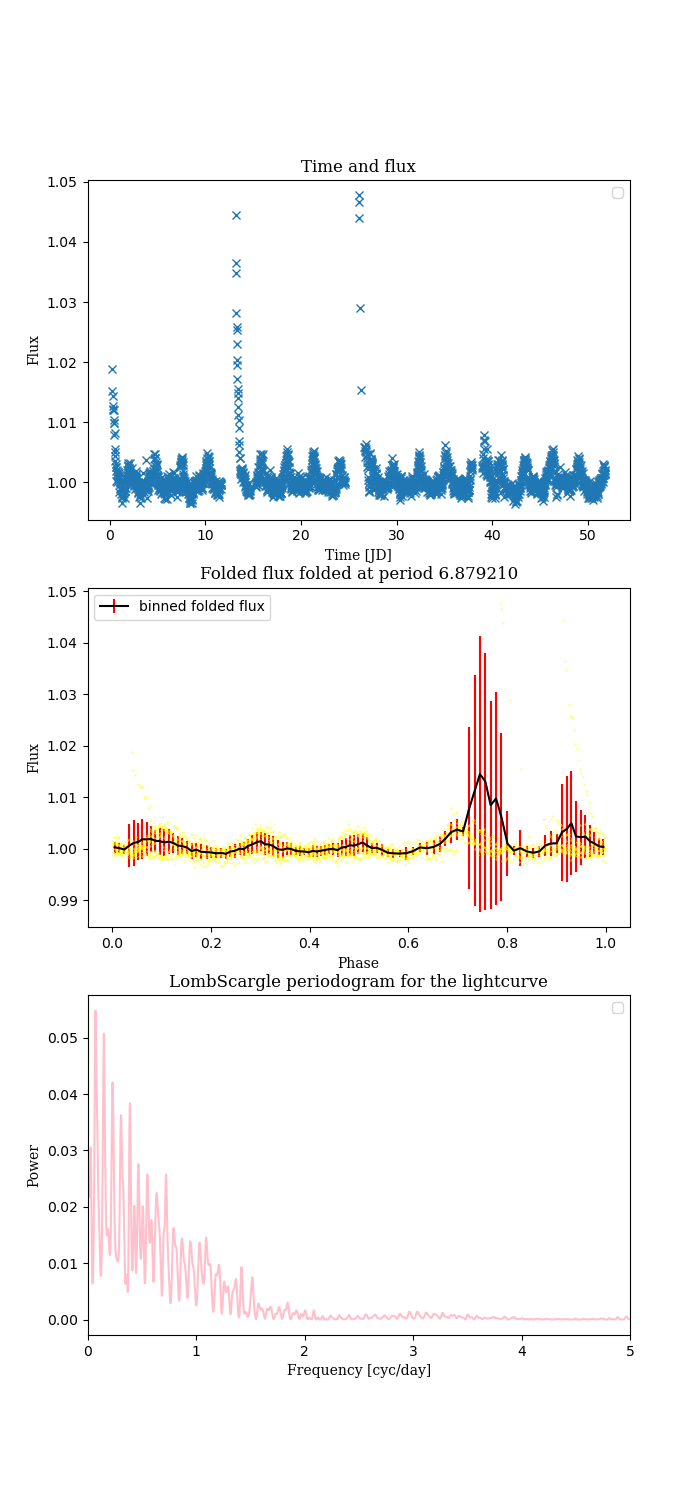 Time and flux
1.05
1.04
1.03
1.02
1.01
1.00
Flux
0 10 20 30 40 50
Time [JD]
Folded flux folded at period 6.879210
binned folded flux
1.05
1.04
1.03
1.02
1.01
1.00
0.99
Flux
0.0 0.2 0.4 0.6 0.8 1.0
Phase
LombScargle periodogram for the lightcurve
0.05
0.04
0.03
0.02
0.01
0.00
Power
0 1 2 3 4 5
Frequency [cyc/day]